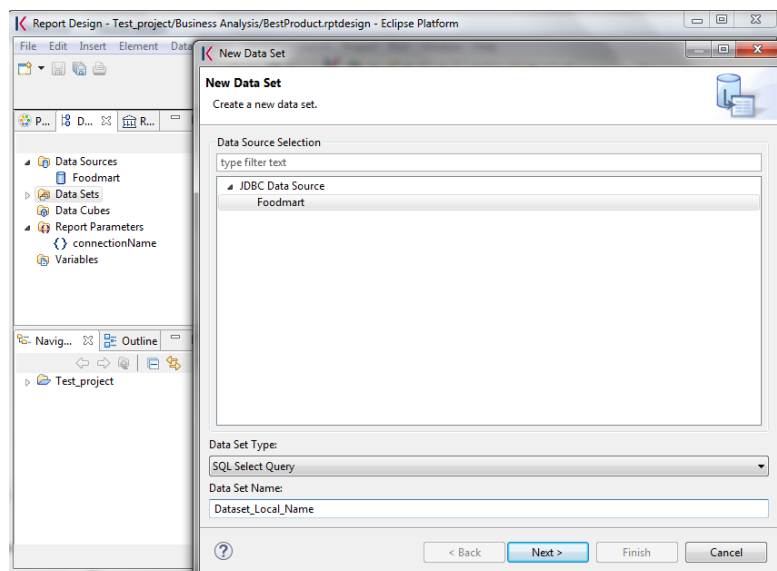 Report Design - Test_project/Business Analysis/BestProduct.rptdesign - Eclipse Platform
File Edit Insert Element Data
P... D... R...
Data Sources
Foodmart
Data Sets
Data Cubes
Report Parameters
{} connectionName
Variables
Navig... Outline
Test_project
New Data Set
New Data Set
Create a new data set.
Data Source Selection
type filter text
JDBC Data Source
Foodmart
Data Set Type:
SQL Select Query
Data Set Name:
Dataset_Local_Name
? < Back Next > Finish Cancel